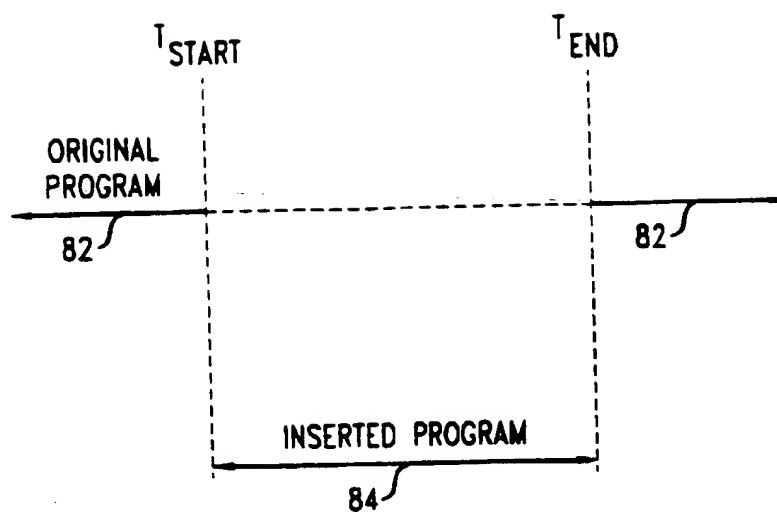 T START
T END
ORIGINAL
PROGRAM
82
82
INSERTED PROGRAM
84